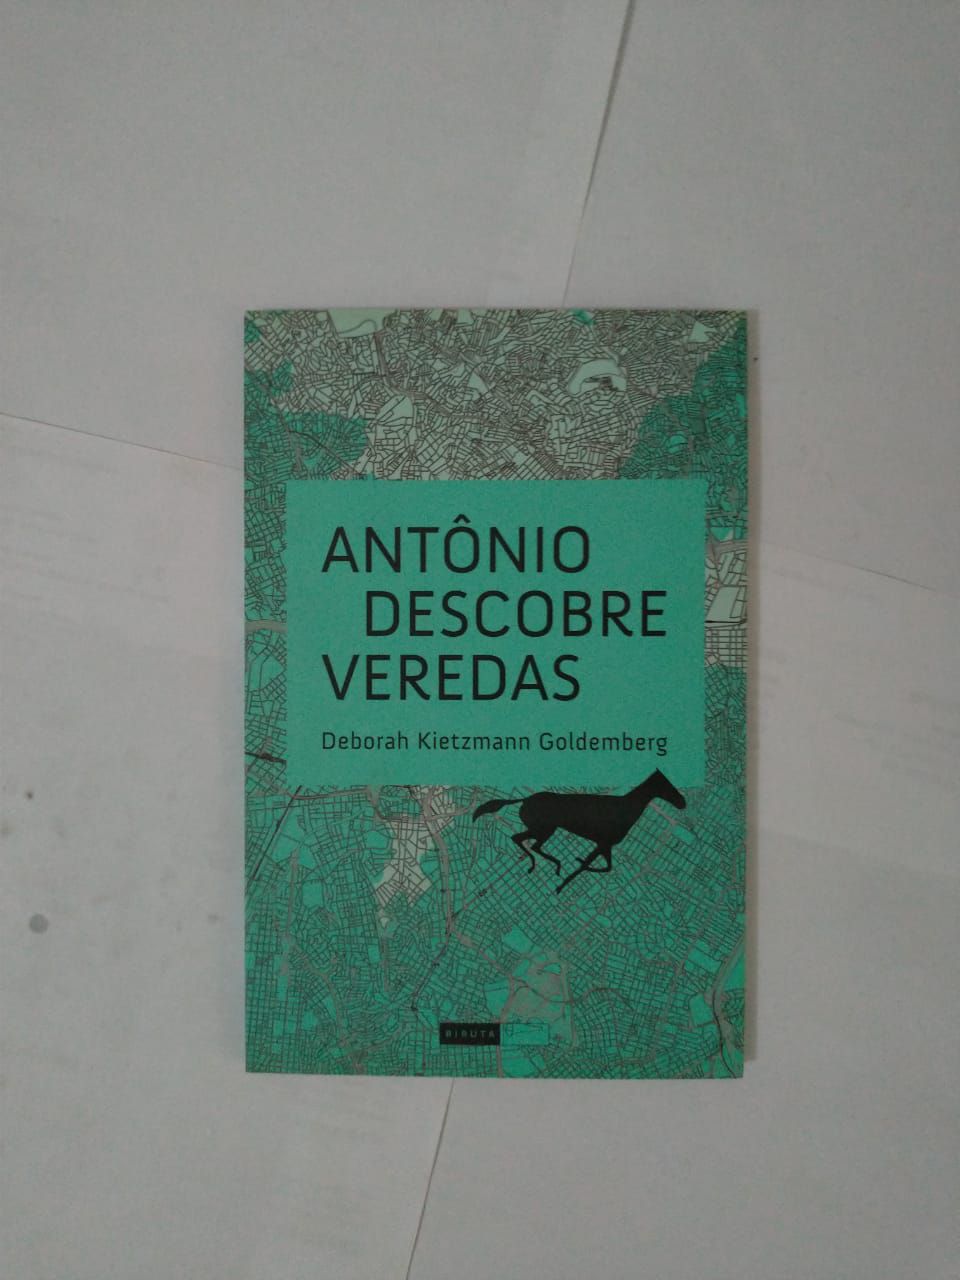 ANTÔNIO
DESCOBRE
VEREDAS
Deborah Kietzmann Goldemberg
BIRUTA